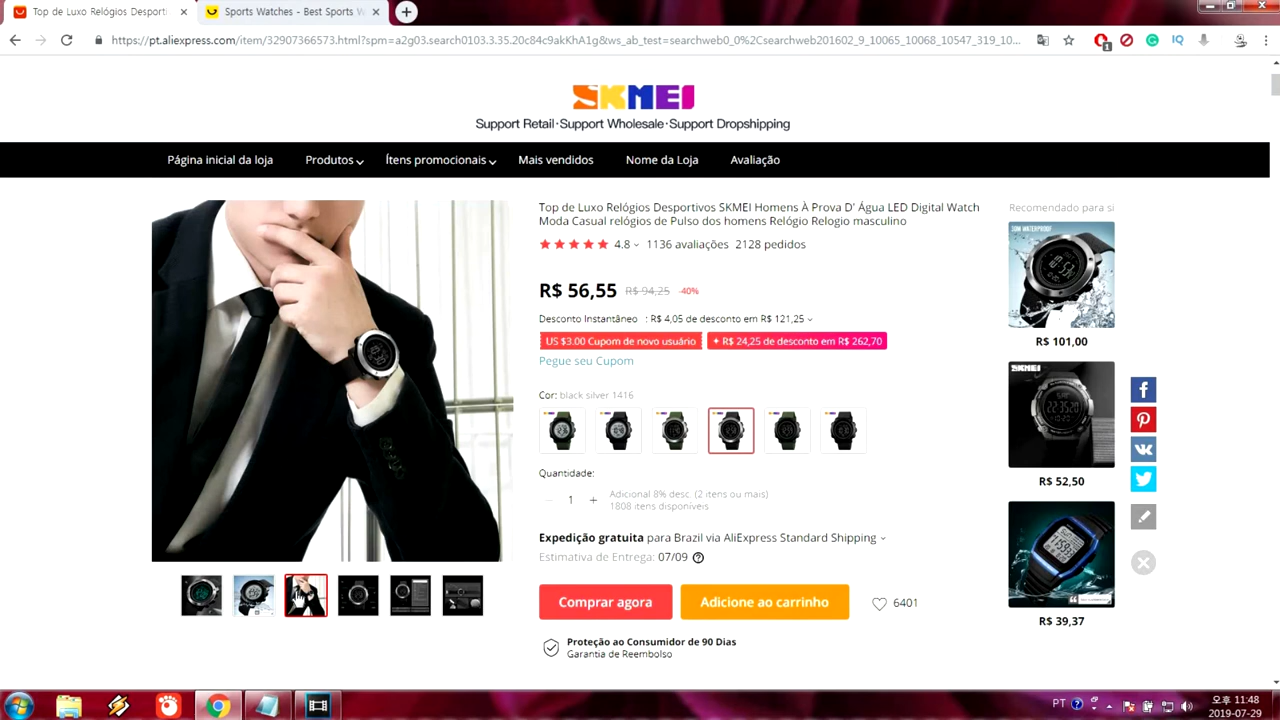 Top de Luxo Relógios Desporti
Sports Watches - Best Sports W
https://pt.aliexpress.com/item/32907366573.html?spm=a2g03.search0103.3.35.20c84c9akKhA1g&ws_ab_test=searchweb0_0%2Csearchweb201602_9_10065_10068_10547_319_10...
1
IQ
SKMEI
Support Retail·Support Wholesale·Support Dropshipping
Página inicial da loja
Produtos
Ítens promocionais
Mais vendidos
Nome da Loja
Avaliação
Top de Luxo Relógios Desportivos SKMEI Homens À Prova D' Água LED Digital Watch
Moda Casual relógios de Pulso dos homens Relógio Relogio masculino
4.8
1136 avaliações
2128 pedidos
R$ 56,55
R$ 94,25
-40%
Desconto Instantâneo : R$ 4,05 de desconto em R$ 121,25
US $3.00 Cupom de novo usuário
R$ 24,25 de desconto em R$ 262,70
Pegue seu Cupom
Cor: black silver 1416
Quantidade:
1
Adicional 8% desc. (2 itens ou mais)
1808 itens disponíveis
Expedição gratuita para Brazil via AliExpress Standard Shipping
Estimativa de Entrega: 07/09
Comprar agora
Adicione ao carrinho
6401
Proteção ao Consumidor de 90 Dias
Garantia de Reembolso
Recomendado para si
30M WATERPROOF
R$ 101,00
SKMEI
R$ 52,50
R$ 39,37
PT
오후 11:48
2019-07-29